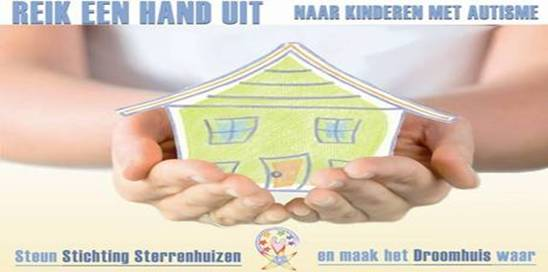 REIK EEN HAND UIT NAAR KINDEREN MET AUTISME
Steun Stichting Sterrenhuizen en maak het Droomhuis waar